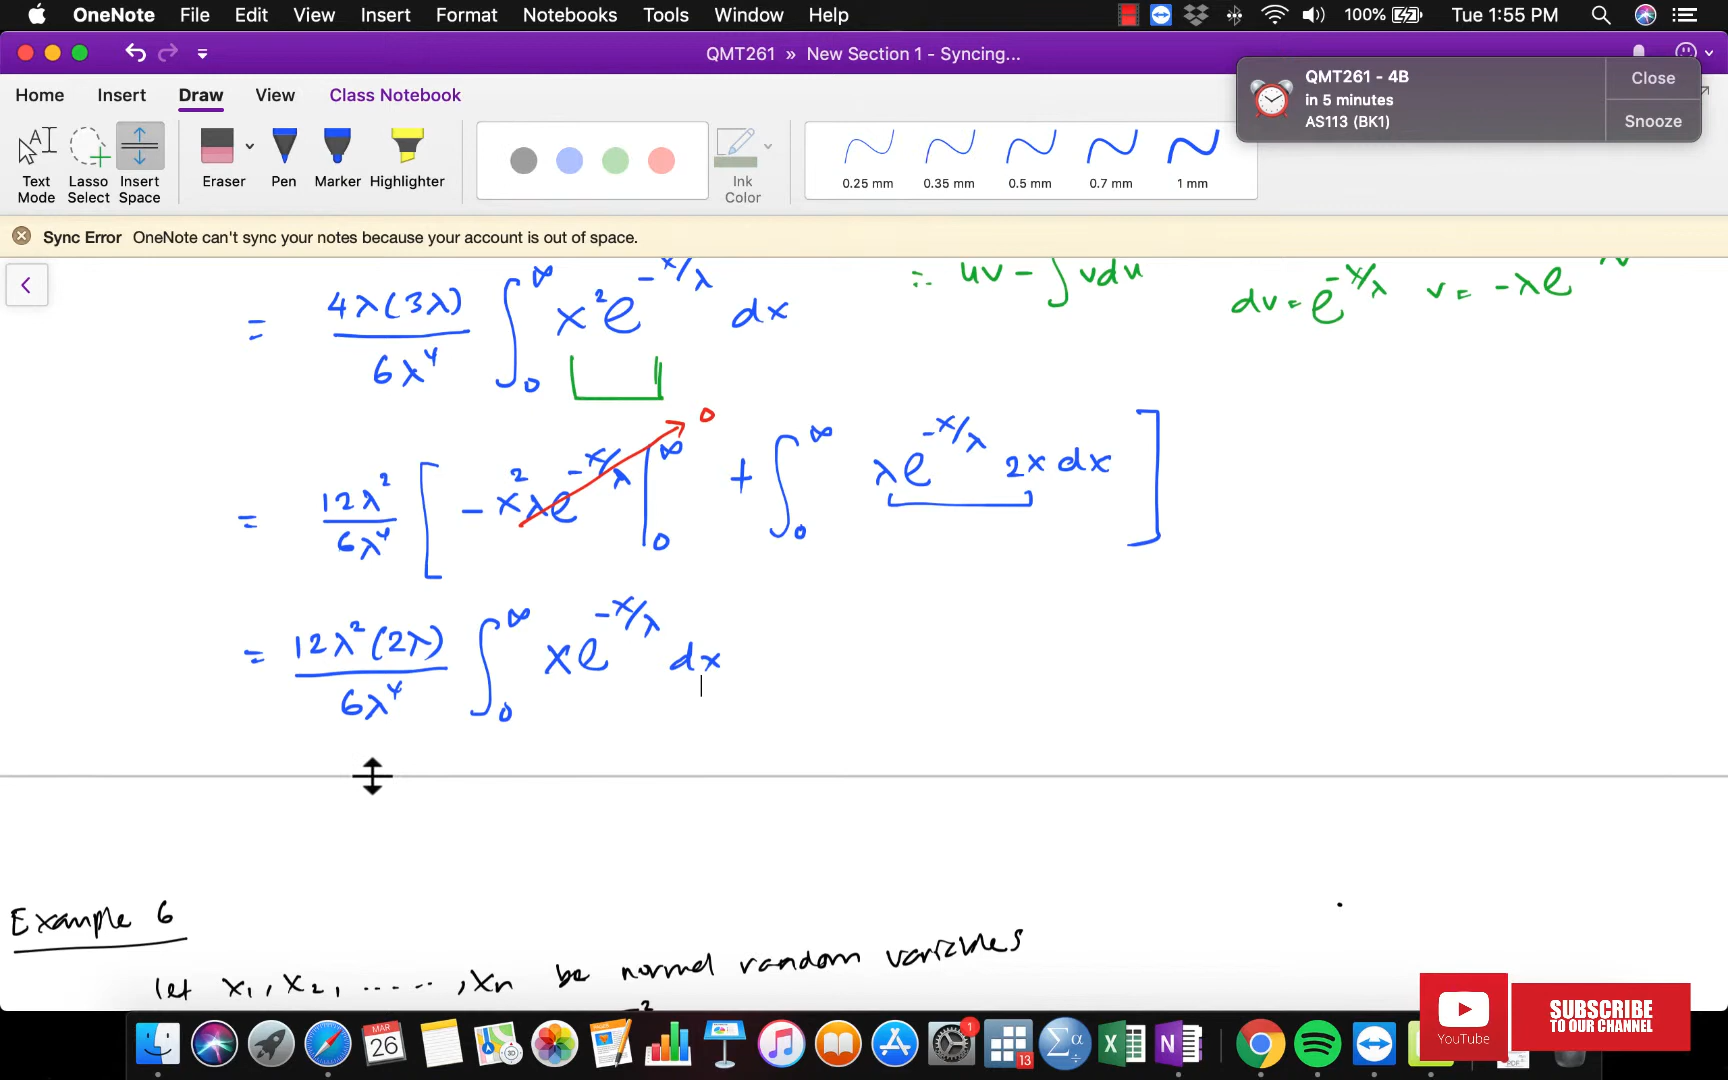 OneNote File Edit View Insert Format Notebooks Tools Window Help 100% Tue 1:55 PM
QMT261 » New Section 1 - Syncing...
QMT261 - 4B
in 5 minutes
AS113 (BK1)
Close
Snooze
Home Insert Draw View Class Notebook
Text Mode
Lasso Select
Insert Space
Eraser
Pen
Marker
Highlighter
Ink Color
0.25 mm 0.35 mm 0.5 mm 0.7 mm 1 mm
Sync Error OneNote can't sync your notes because your account is out of space.
∴ uv - ∫ vdu
dv = e^{-x/λ} v = -λe
= 4λ(3λ)/6λ⁴ ∫₀^∞ x² e^{-x/λ} dx
= 12λ²/6λ⁴ [ - x²λe^{-x/λ} |₀^∞ → 0 + ∫₀^∞ λe^{-x/λ} 2x dx ]
= 12λ²(2λ)/6λ⁴ ∫₀^∞ xe^{-x/λ} dx
Example 6
let x₁, x₂, ......, xn be normal random variables
2
MAR
26
1
13
YouTube
SUBSCRIBE
TO OUR CHANNEL